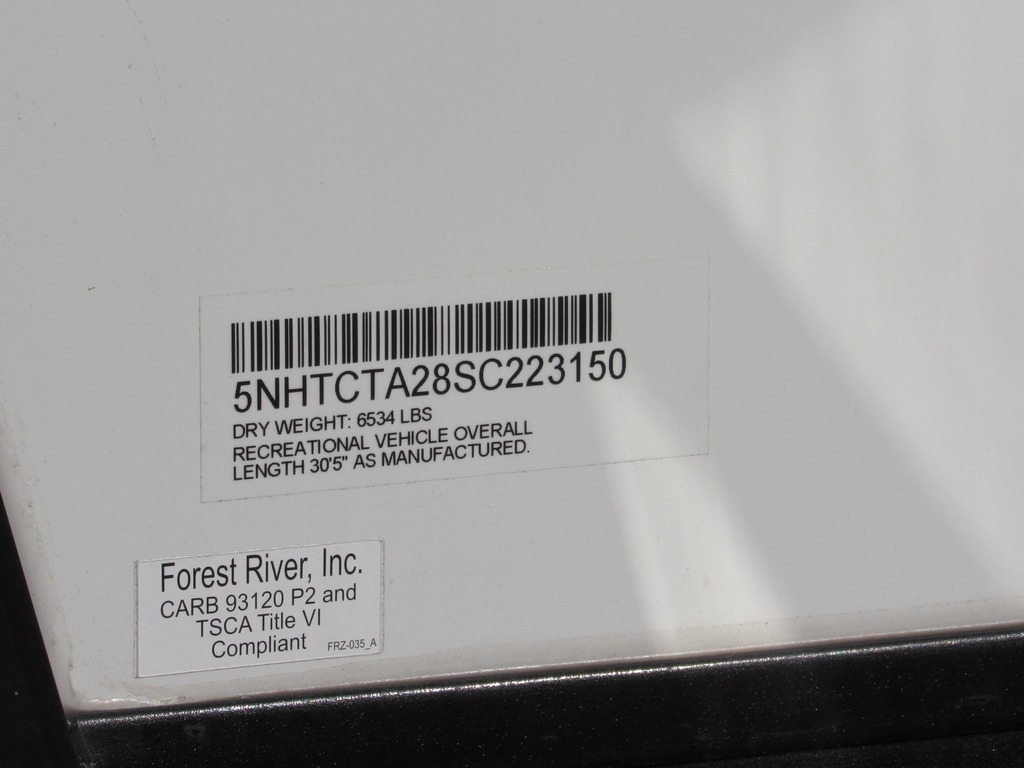 5NHTCTA28SC223150
DRY WEIGHT: 6534 LBS
RECREATIONAL VEHICLE OVERALL
LENGTH 30'5" AS MANUFACTURED.
Forest River, Inc.
CARB 93120 P2 and
TSCA Title VI
Compliant
FRZ-035_A